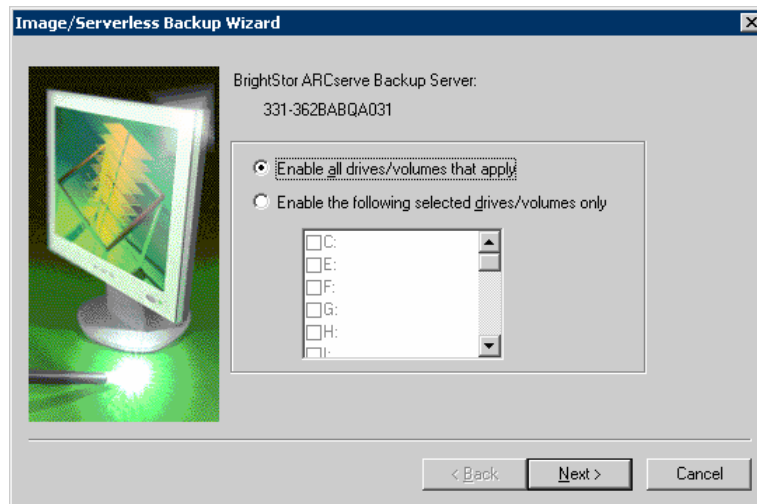 Image/Serverless Backup Wizard
BrightStor ARCserve Backup Server:
331-362BABQA031
Enable all drives/volumes that apply
Enable the following selected drives/volumes only
C:
E:
F:
G:
H:
I:
< Back
Next >
Cancel